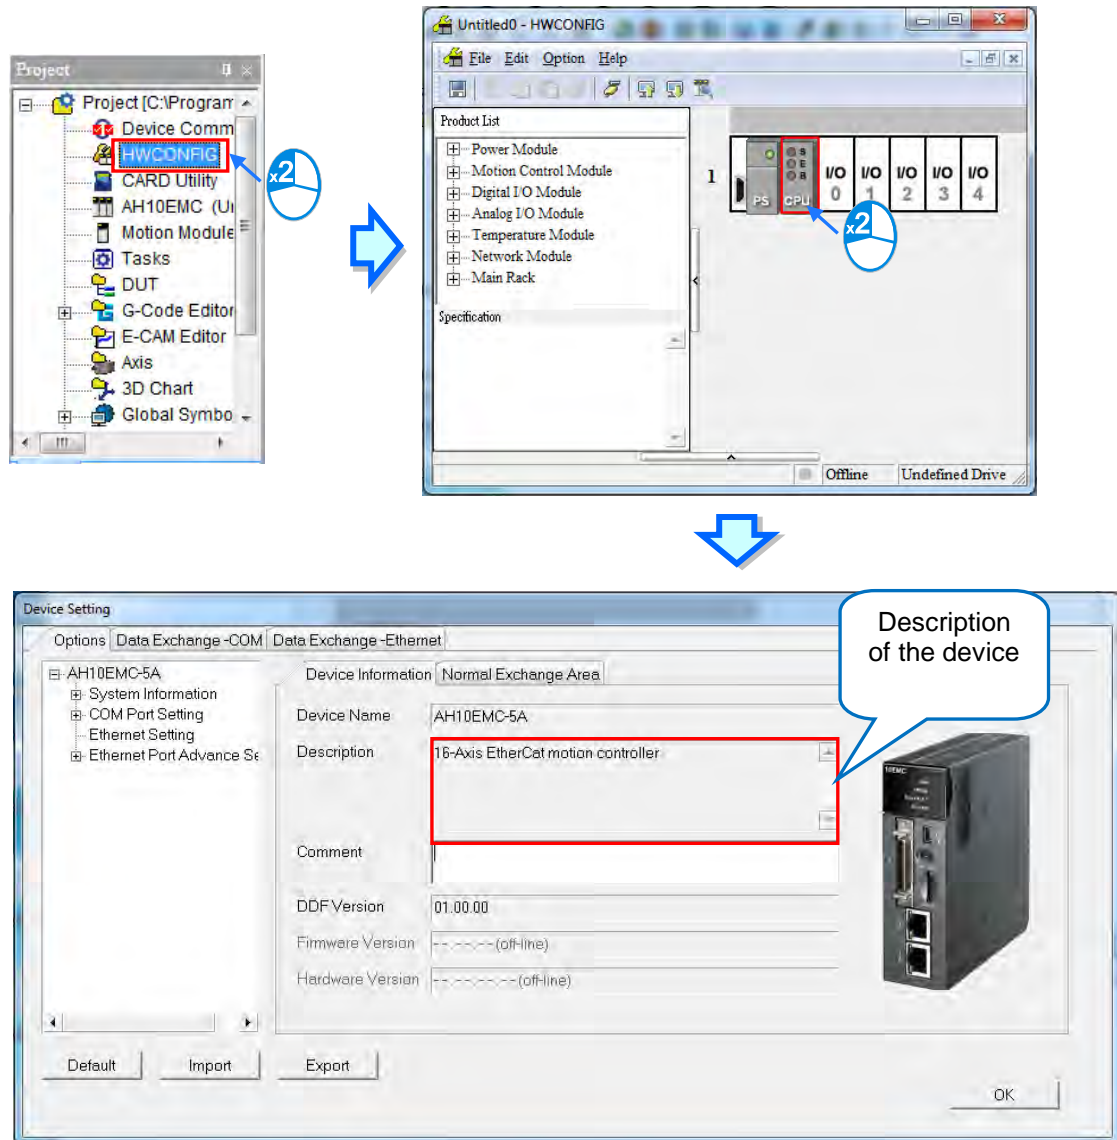 Project
Project [C:\Program
Device Comm
HWCONFIG
CARD Utility
AH10EMC (Un
Motion Module
Tasks
DUT
G-Code Editor
E-CAM Editor
Axis
3D Chart
Global Symbo
x2
Untitled0 - HWCONFIG
File Edit Option Help
Product List
Power Module
Motion Control Module
Digital I/O Module
Analog I/O Module
Temperature Module
Network Module
Main Rack
Specification
1
PS
S
E
B
CPU
I/O 0
I/O 1
I/O 2
I/O 3
I/O 4
x2
Offline Undefined Drive
Device Setting
Options Data Exchange -COM Data Exchange -Ethernet
AH10EMC-5A
System Information
COM Port Setting
Ethernet Setting
Ethernet Port Advance Se
Device Information Normal Exchange Area
Device Name AH10EMC-5A
Description 16-Axis EtherCat motion controller
Comment
DDF Version 01.00.00
Firmware Version --.--.--(off-line)
Hardware Version --.--.--.--(off-line)
Description
of the device
10EMC
Default Import Export
OK